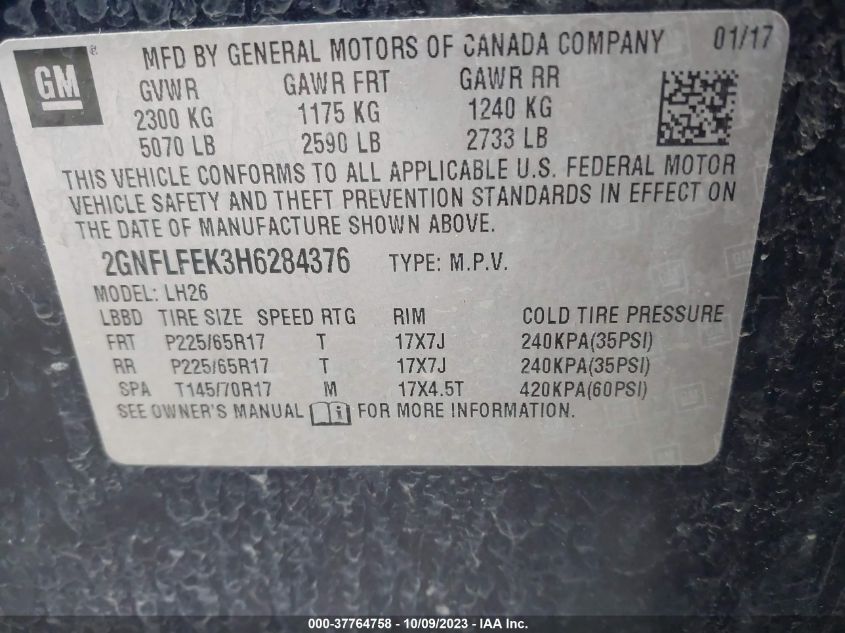 GM ®
MFD BY GENERAL MOTORS OF CANADA COMPANY 01/17
GVWR GAWR FRT GAWR RR
2300 KG 1175 KG 1240 KG
5070 LB 2590 LB 2733 LB
THIS VEHICLE CONFORMS TO ALL APPLICABLE U.S. FEDERAL MOTOR
VEHICLE SAFETY AND THEFT PREVENTION STANDARDS IN EFFECT ON
THE DATE OF MANUFACTURE SHOWN ABOVE.
2GNFLFEK3H6284376 TYPE: M.P.V.
MODEL: LH26
LBBD TIRE SIZE SPEED RTG RIM COLD TIRE PRESSURE
FRT P225/65R17 T 17X7J 240KPA(35PSI)
RR P225/65R17 T 17X7J 240KPA(35PSI)
SPA T145/70R17 M 17X4.5T 420KPA(60PSI)
SEE OWNER'S MANUAL i FOR MORE INFORMATION.
000-37764758 - 10/09/2023 - IAA Inc.